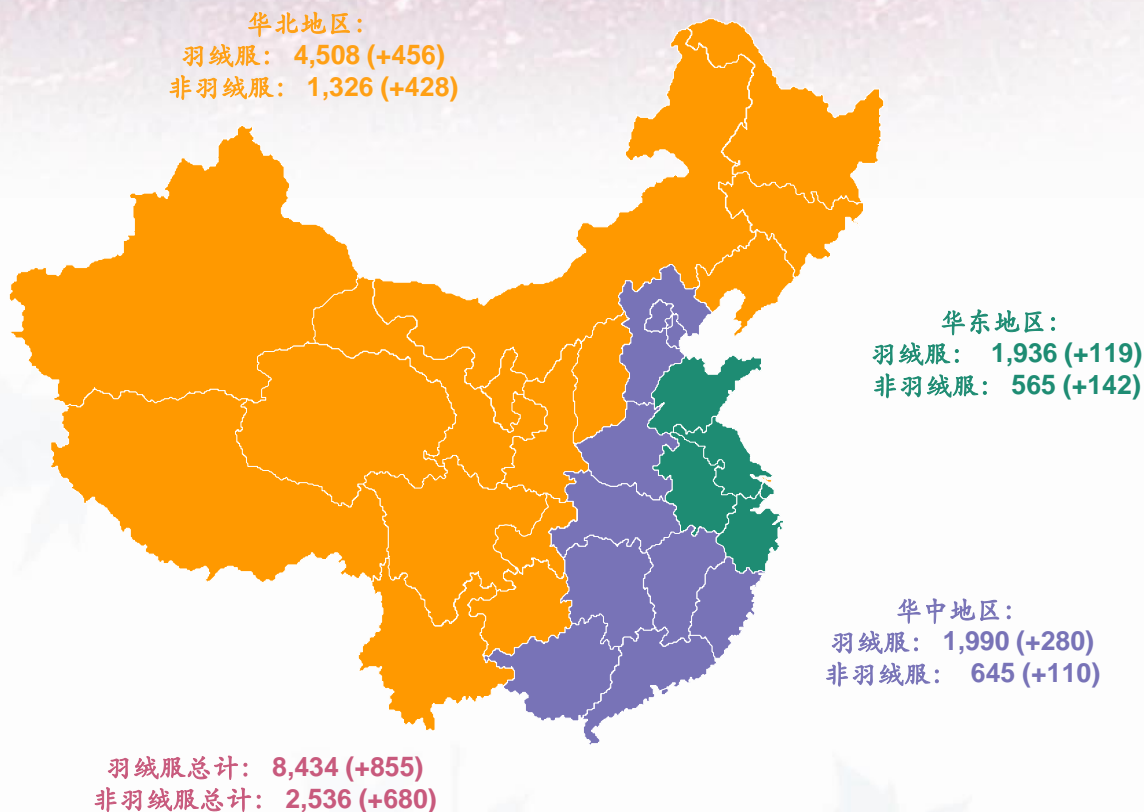 华北地区:
羽绒服: 4,508 (+456)
非羽绒服: 1,326 (+428)
华东地区:
羽绒服: 1,936 (+119)
非羽绒服: 565 (+142)
华中地区:
羽绒服: 1,990 (+280)
非羽绒服: 645 (+110)
羽绒服总计: 8,434 (+855)
非羽绒服总计: 2,536 (+680)